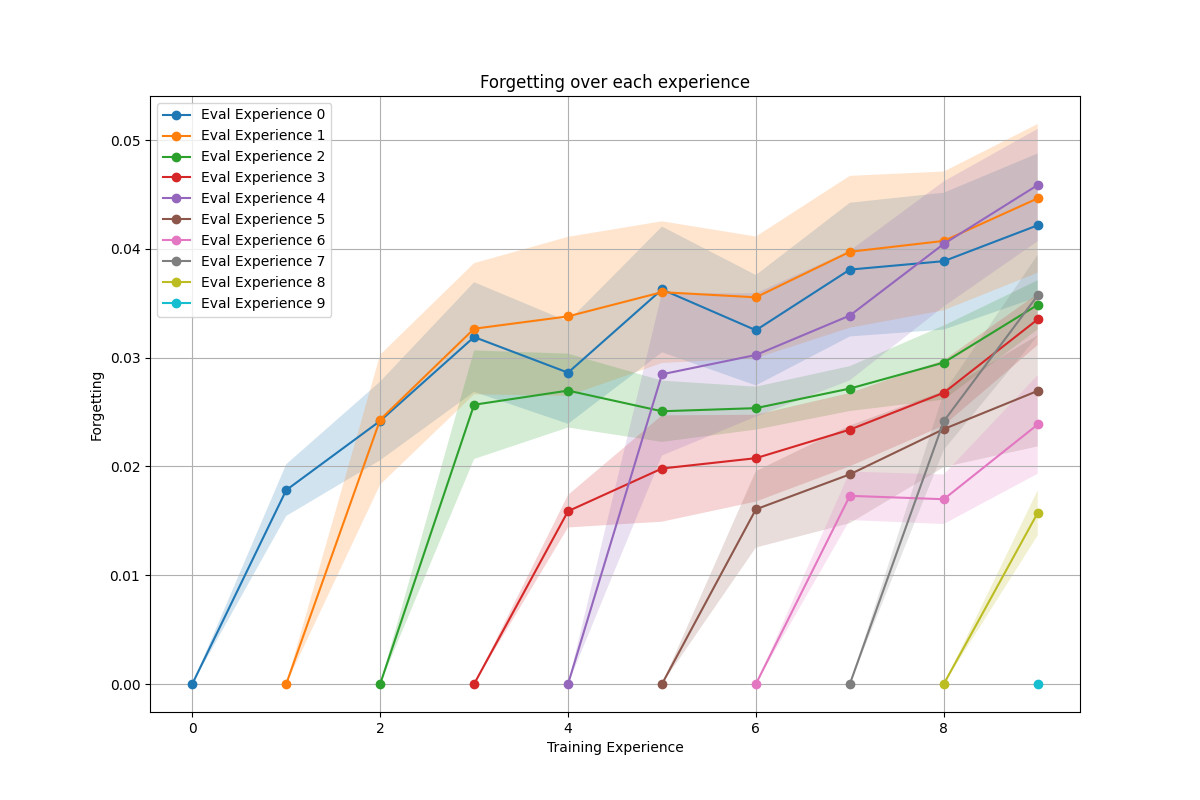 Forgetting over each experience
Eval Experience 0
Eval Experience 1
Eval Experience 2
Eval Experience 3
Eval Experience 4
Eval Experience 5
Eval Experience 6
Eval Experience 7
Eval Experience 8
Eval Experience 9
0.05
0.04
0.03
0.02
0.01
0.00
Forgetting
0 2 4 6 8
Training Experience